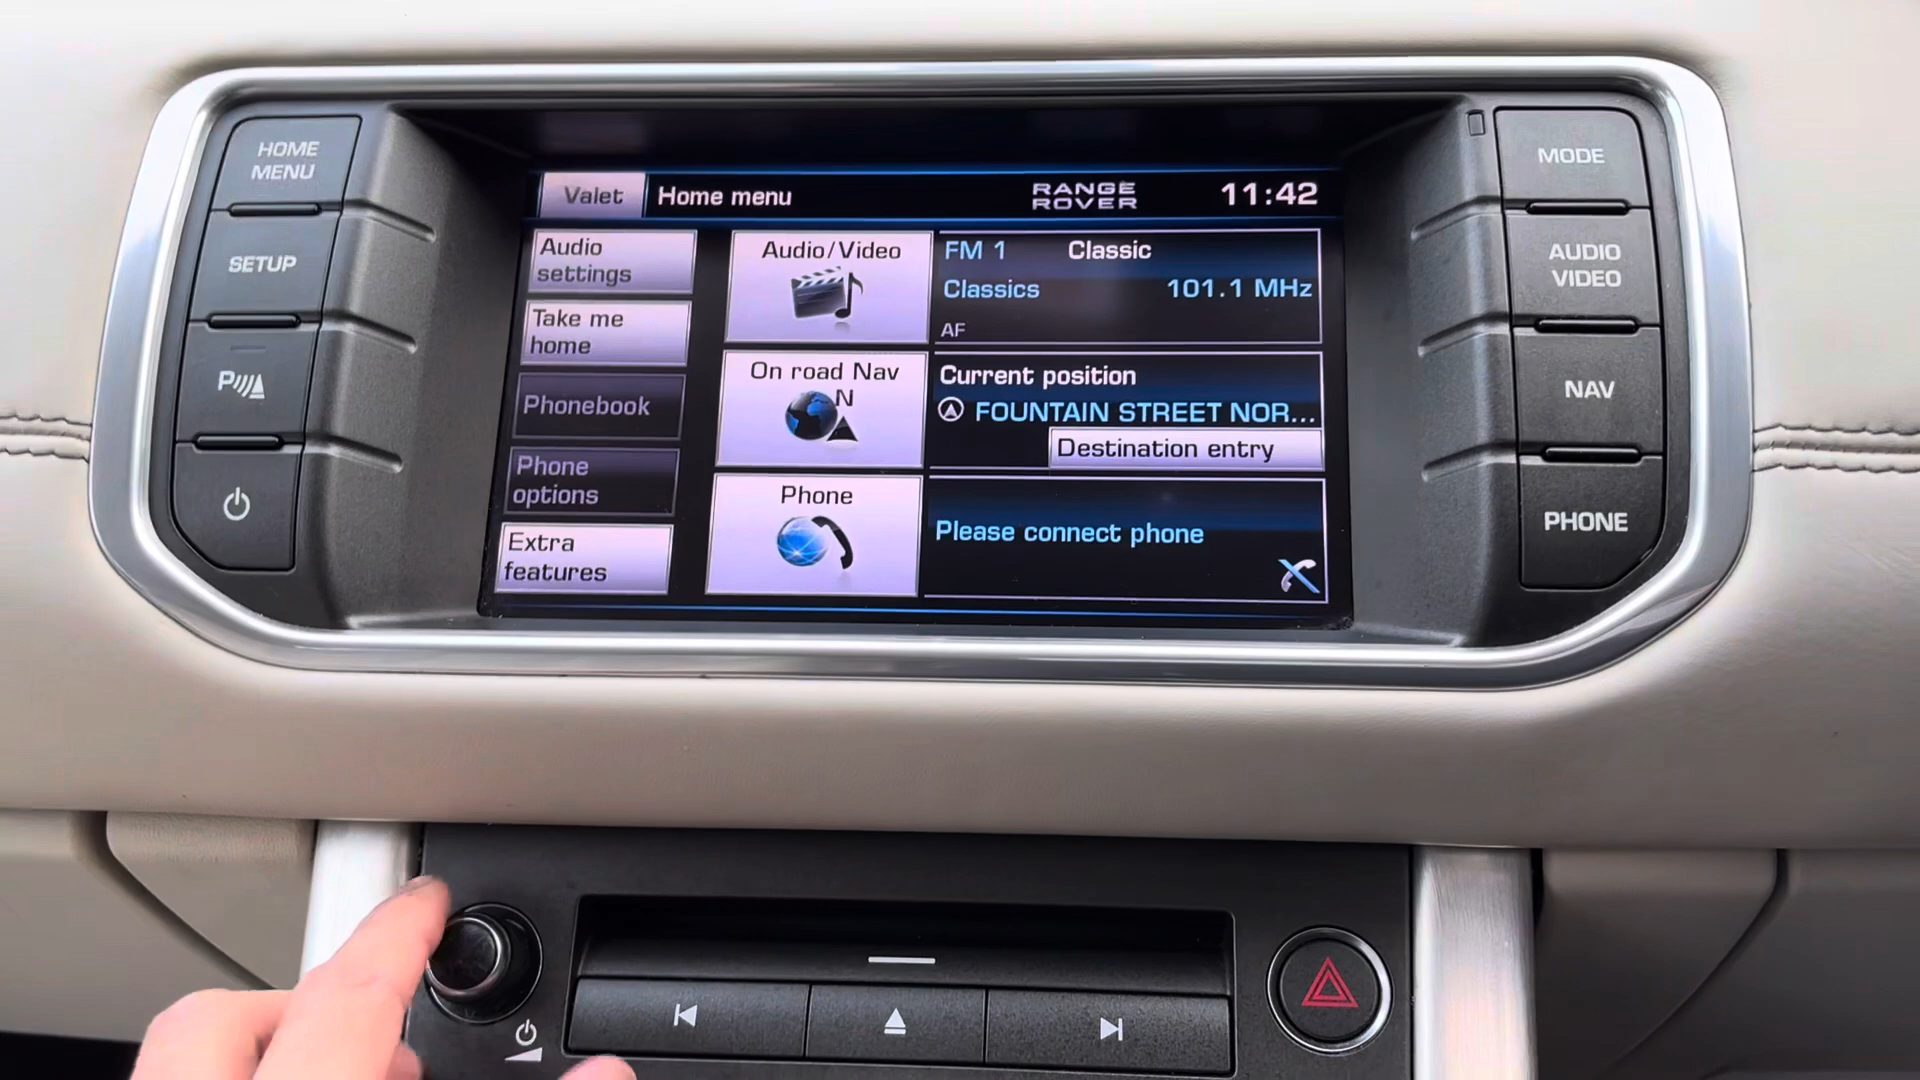 HOME
MENU
SETUP
P
Valet
Home menu
RANGE
ROVER
11:42
Audio
settings
Take me
home
Phonebook
Phone
options
Extra
features
Audio/Video
On road Nav
N
Phone
FM 1 Classic
Classics 101.1 MHz
AF
Current position
FOUNTAIN STREET NOR...
Destination entry
Please connect phone
MODE
AUDIO
VIDEO
NAV
PHONE